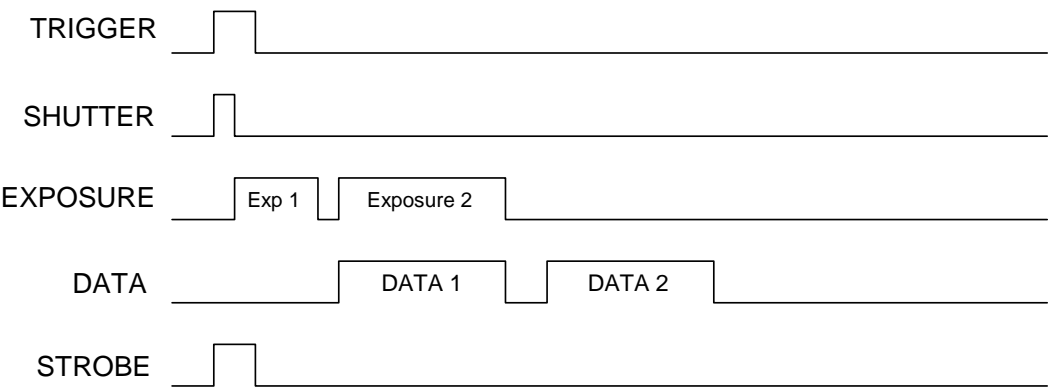 TRIGGER
SHUTTER
EXPOSURE
Exp 1
Exposure 2
DATA
DATA 1
DATA 2
STROBE